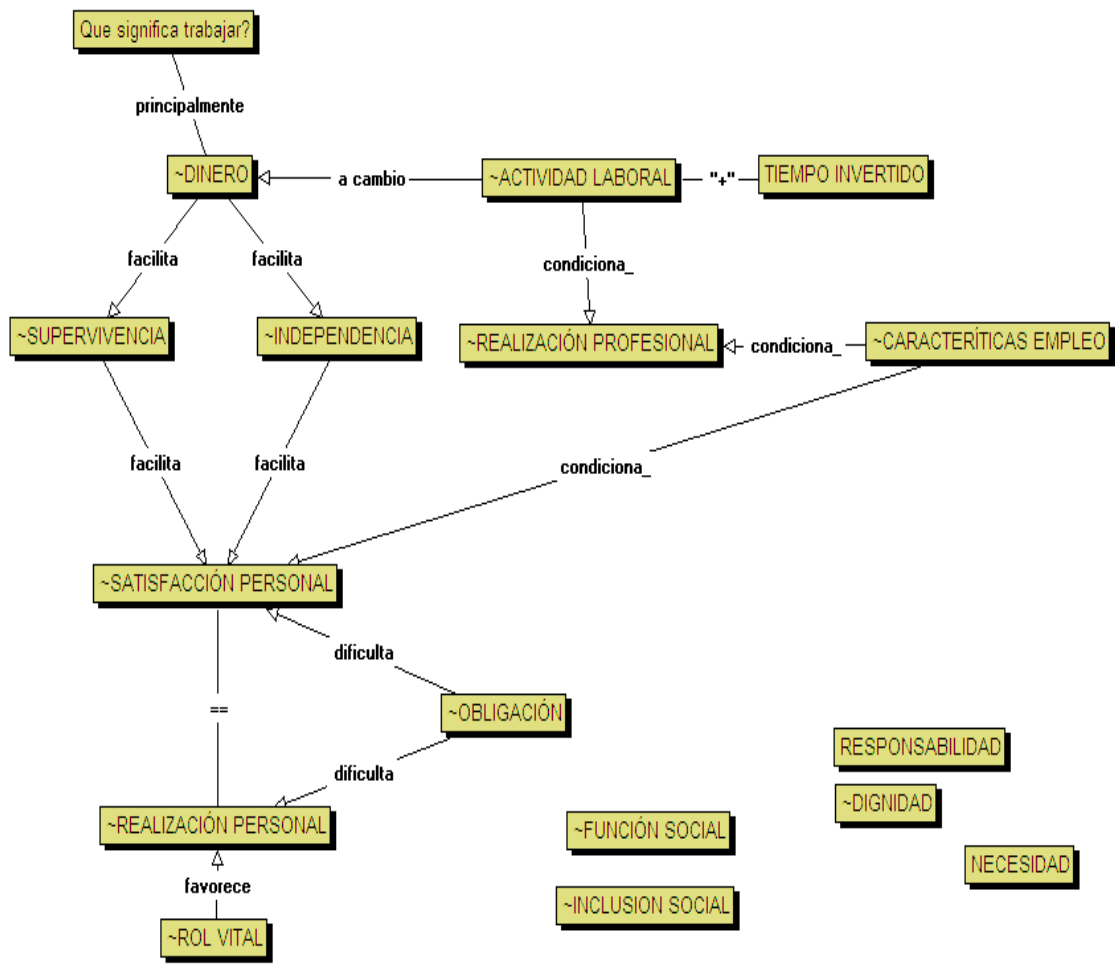 Que significa trabajar?
principalmente
~DINERO
a cambio
~ACTIVIDAD LABORAL
"+"
TIEMPO INVERTIDO
facilita
facilita
condiciona_
~SUPERVIVENCIA
~INDEPENDENCIA
~REALIZACIÓN PROFESIONAL
condiciona_
~CARACTERÍTICAS EMPLEO
facilita
facilita
condiciona_
~SATISFACCIÓN PERSONAL
dificulta
==
~OBLIGACIÓN
RESPONSABILIDAD
dificulta
~DIGNIDAD
~REALIZACIÓN PERSONAL
~FUNCIÓN SOCIAL
NECESIDAD
favorece
~INCLUSION SOCIAL
~ROL VITAL